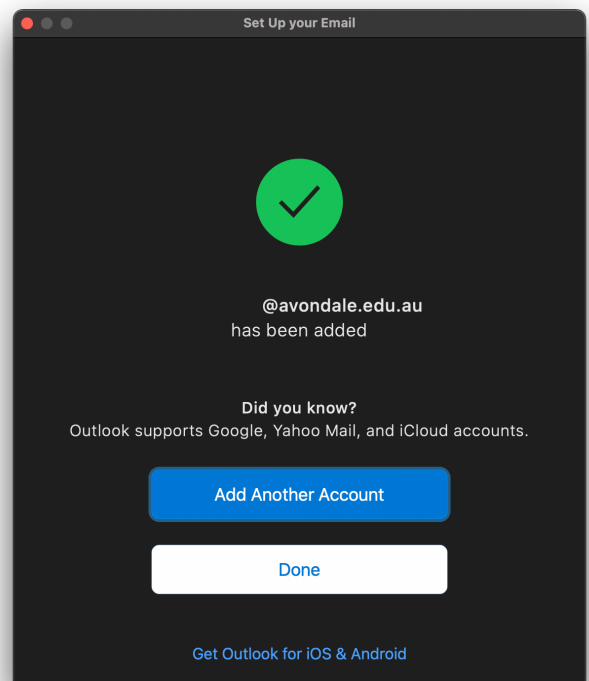 Set Up your Email
@avondale.edu.au
has been added
Did you know?
Outlook supports Google, Yahoo Mail, and iCloud accounts.
Add Another Account
Done
Get Outlook for iOS & Android